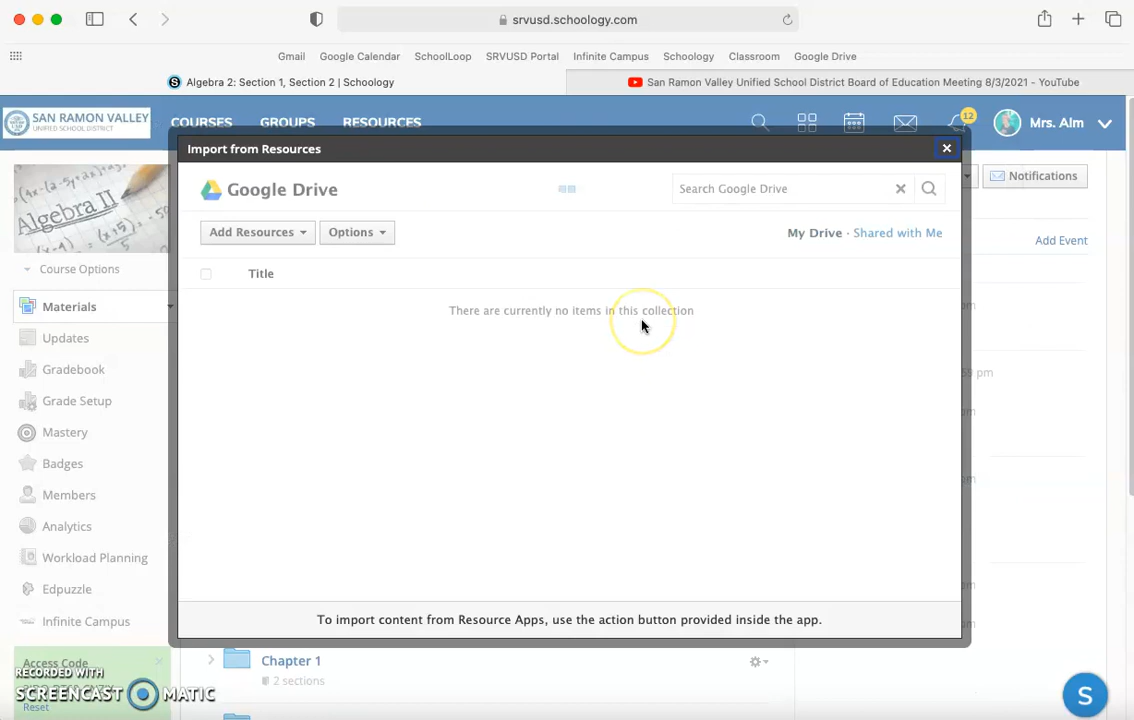 srvusd.schoology.com
Gmail Google Calendar SchoolLoop SRVUSD Portal Infinite Campus Schoology Classroom Google Drive
S Algebra 2: Section 1, Section 2 | Schoology
San Ramon Valley Unified School District Board of Education Meeting 8/3/2021 - YouTube
SAN RAMON VALLEY
UNIFIED SCHOOL DISTRICT
COURSES GROUPS RESOURCES
12
Mrs. Alm
Import from Resources
Notifications
Algebra II
Google Drive
Search Google Drive
Add Resources Options
My Drive · Shared with Me
Add Event
Course Options
Title
Materials
There are currently no items in this collection
Updates
Gradebook
59 pm
Grade Setup
Mastery
Badges
Members
Analytics
Workload Planning
Edpuzzle
Infinite Campus
To import content from Resource Apps, use the action button provided inside the app.
Access Code
Chapter 1
2 sections
RECORDED WITH
SCREENCAST MATIC
Reset
S